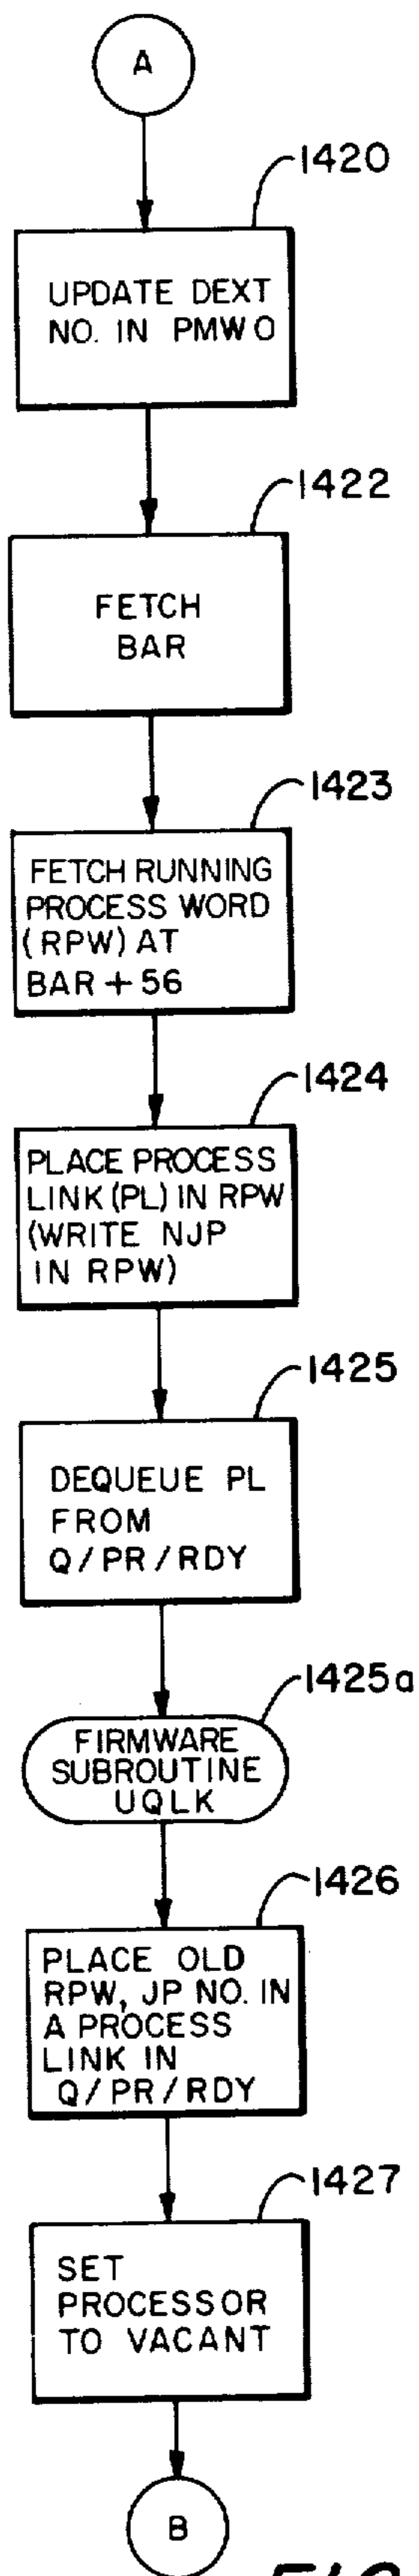 A
1420
UPDATE DEXT
NO. IN PMWO
1422
FETCH
BAR
1423
FETCH RUNNING
PROCESS WORD
(RPW) AT
BAR + 56
1424
PLACE PROCESS
LINK (PL) IN RPW
(WRITE NJP
IN RPW)
1425
DEQUEUE PL
FROM
Q/PR/RDY
1425a
FIRMWARE
SUBROUTINE
UQLK
1426
PLACE OLD
RPW, JP NO. IN
A PROCESS
LINK IN
Q/PR/RDY
1427
SET
PROCESSOR
TO VACANT
B